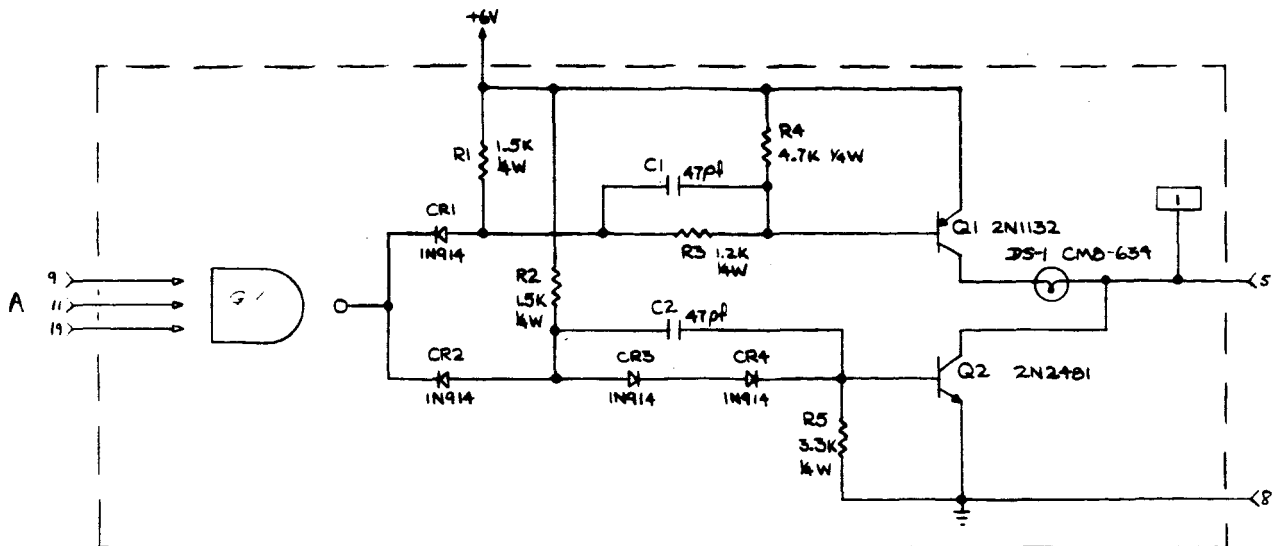 +6V
R1 1.5K
¼W
R4
4.7K ¼W
C1 47pf
CR1
1N914
R3 1.2K
¼W
Q1 2N1132
1
DS-1 CM8-634
5
A
9
11
19
R2
1.5K
¼W
C2 47pf
CR2
1N914
CR3
1N914
CR4
1N914
Q2 2N2481
R5
3.3K
¼W
8